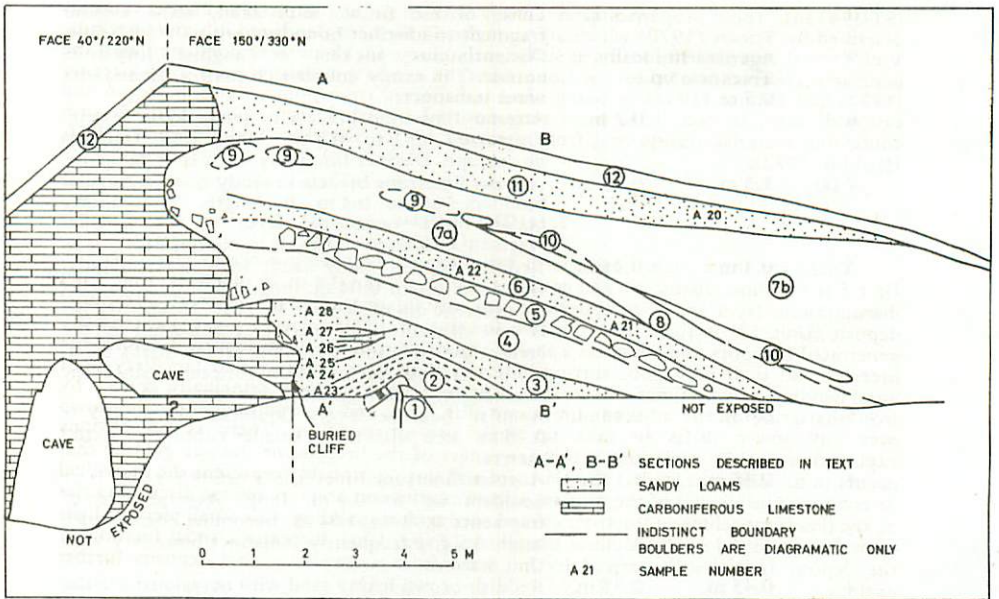 FACE
FACE 150°/330°N
A
B
12
9
9
11
12
9
A 20
7a
10
A 22
7b
6
5
A 21
8
A 28
A 27
4
10
A 26
A 25
A 24
CAVE
2
A 23
3
1
A'
B'
NOT EXPOSED
?
BURIED
CLIFF
CAVE
A–A', B–B' SECTIONS DESCRIBED IN TEXT
SANDY LOAMS
CARBONIFEROUS LIMESTONE
INDISTINCT BOUNDARY
BOULDERS ARE DIAGRAMATIC ONLY
A 21 SAMPLE NUMBER
NOT EXPOSED
0 1 2 3 4 5 M